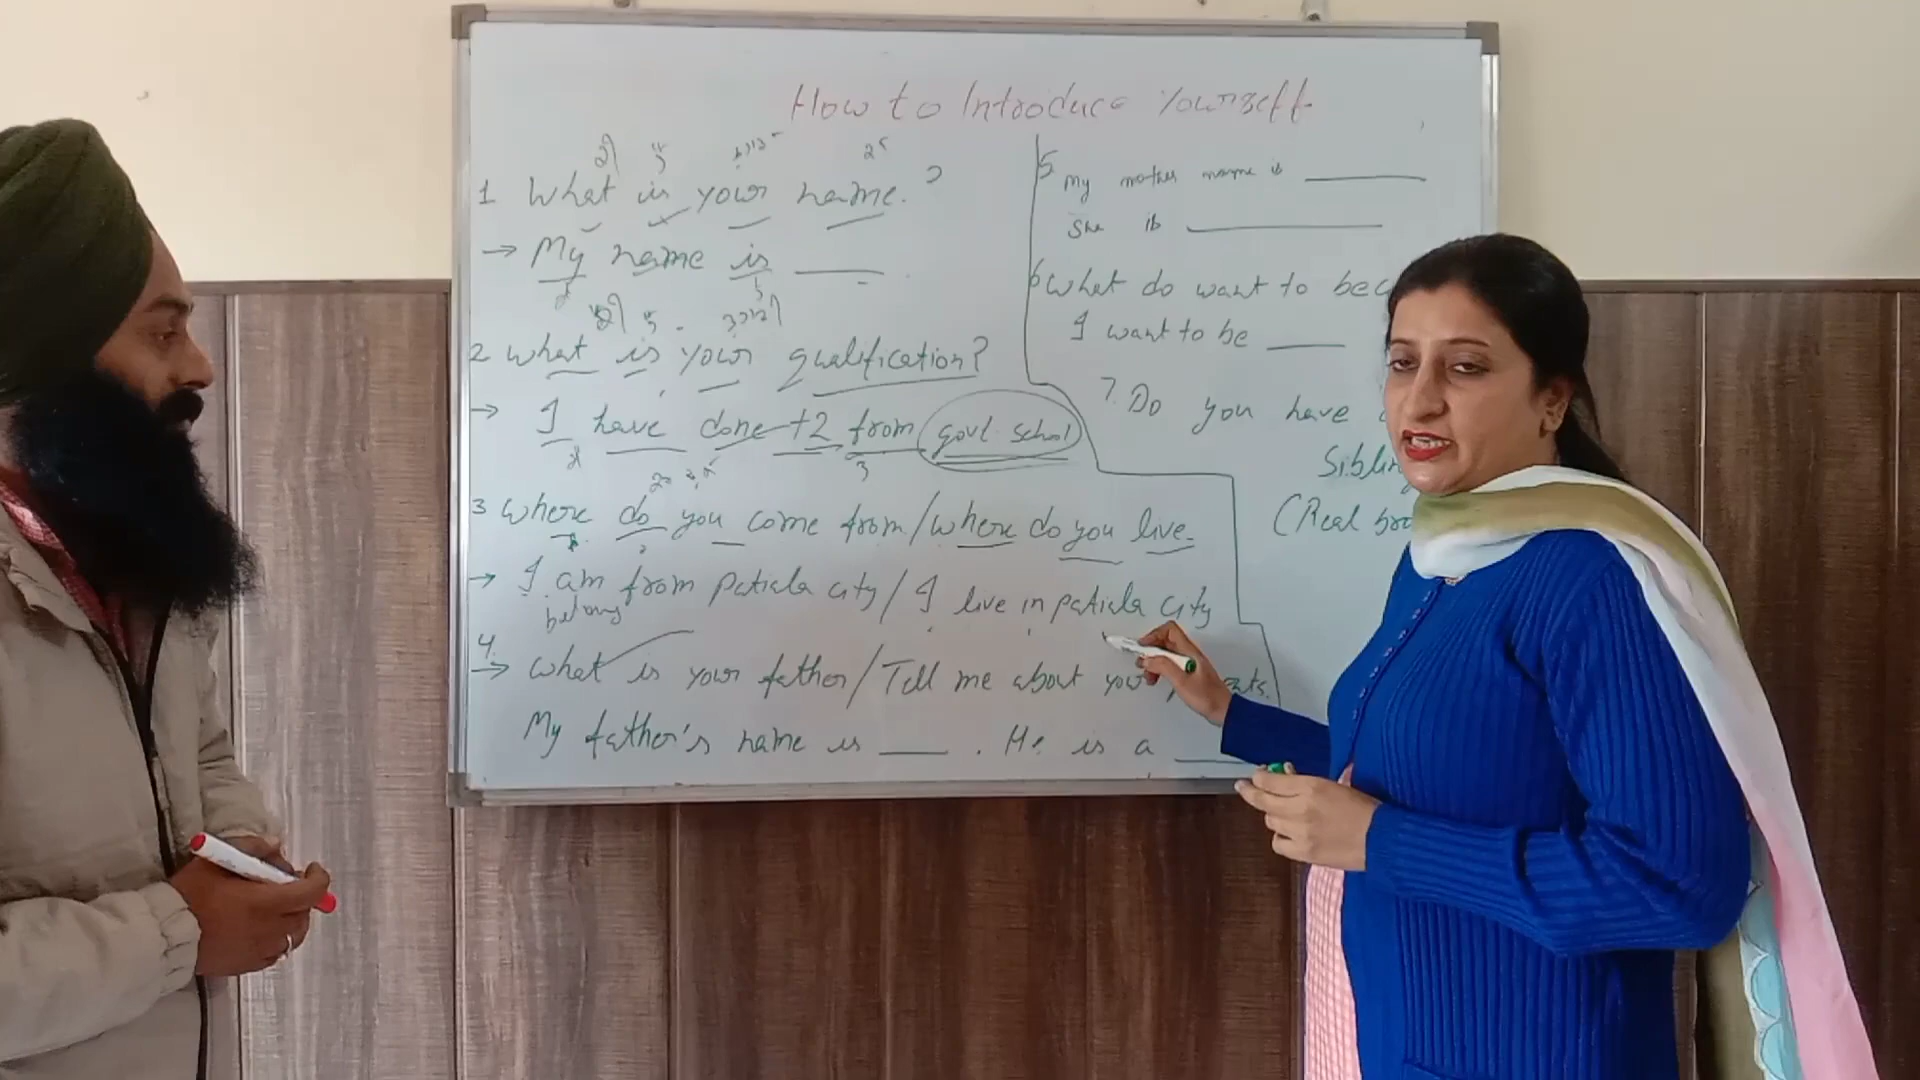 How to Introduce Yourself
1 What is your name.?
→ My name is ____
2 What is your qualification?
→ I have done +2 from govt. school
3 Where do you come from/where do you live.
→ I am from patiala city/ I live in patiala city
belong
4.
→ What is your father/Tell me about your
My father's name is ____. He is a ____
5 My mother name is ____
She is ____
6 What do want to bec
I want to be ____
7. Do you have
Siblin
(Real bro